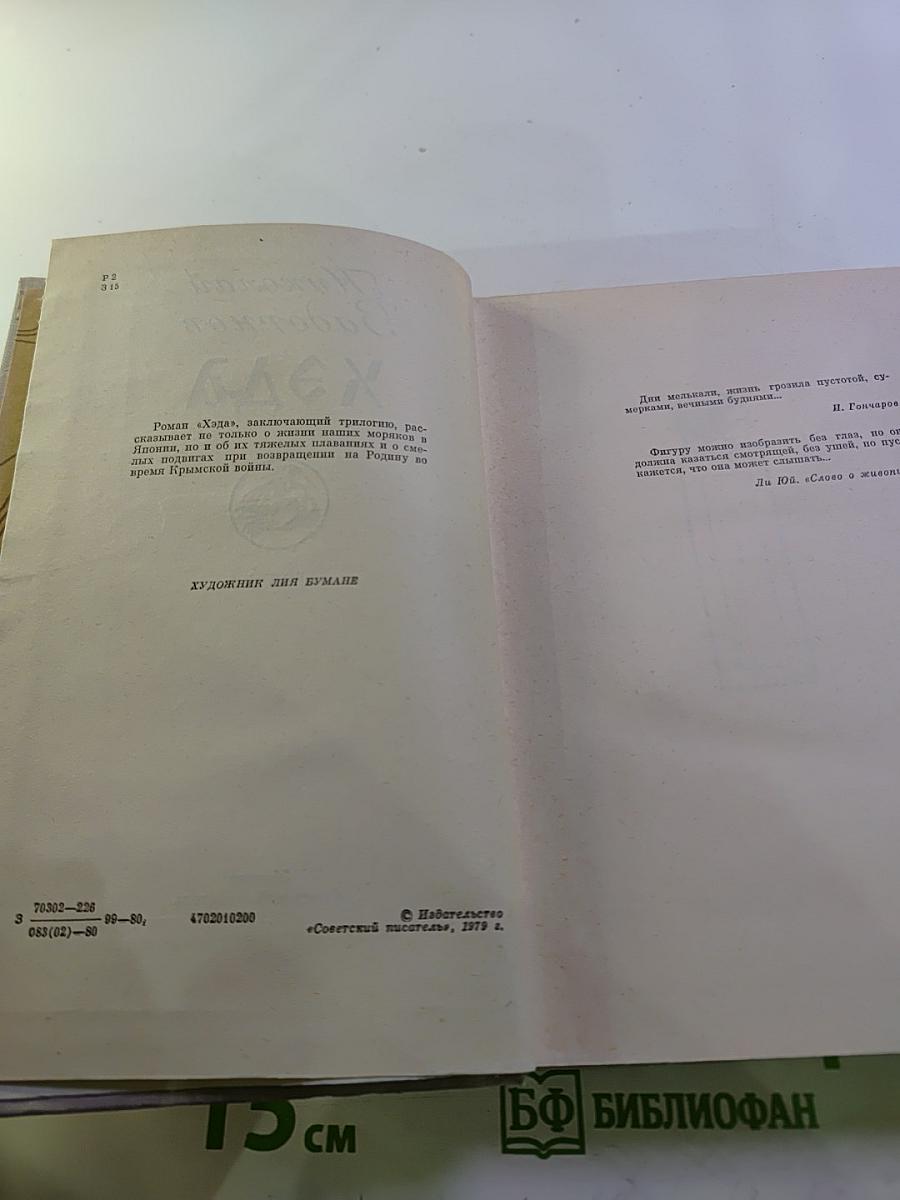 Р 2
З 15
Николай
Задорнов
ХЭДА
Роман «Хэда», заключающий трилогию, рас-
сказывает не только о жизни наших моряков в
Японии, но и об их тяжелых плаваниях и о сме-
лых подвигах при возвращении на Родину во
время Крымской войны.
ХУДОЖНИК ЛИЯ БУМАНЕ
З 70302—226
083(02)—80 99—80, 4702010200
© Издательство
«Советский писатель», 1979 г.
Дни мелькали, жизнь грозила пустотой, су-
мерками, вечными буднями...
И. Гончаров
Фигуру можно изобразить без глаз, но он
должна казаться смотрящей, без ушей, но пус
кажется, что она может слышать...
Ли Юй. «Слово о живопи
15 см
БФ БИБЛИОФАН